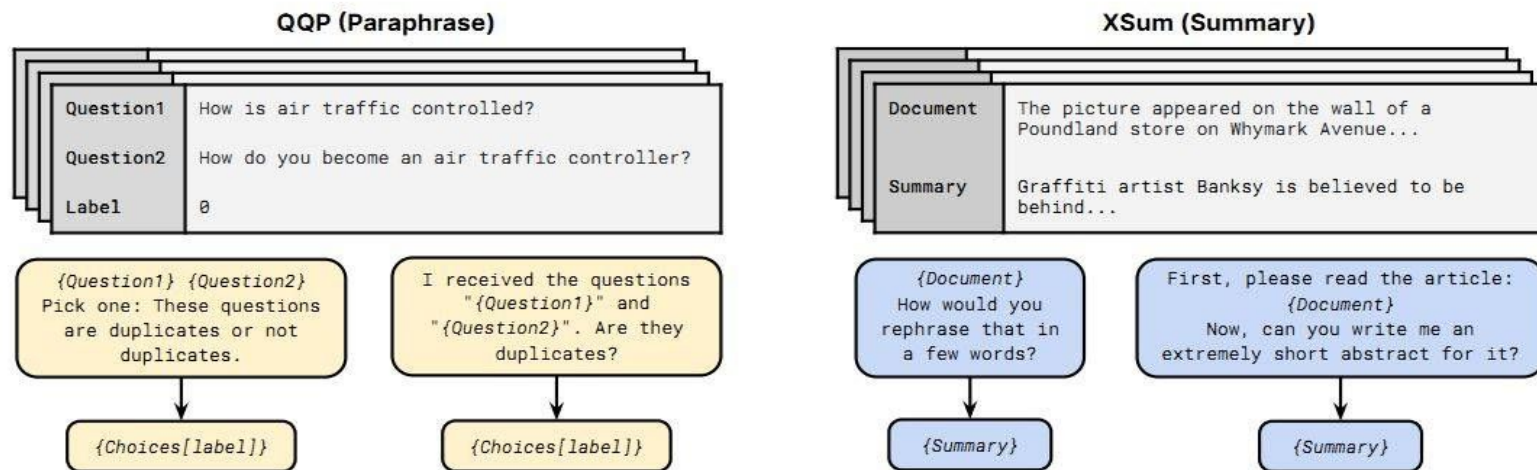 QQP (Paraphrase)
Question1 How is air traffic controlled?
Question2 How do you become an air traffic controller?
Label 0
{Question1} {Question2}
Pick one: These questions
are duplicates or not
duplicates.
{Choices[label]}
I received the questions
"{Question1}" and
"{Question2}". Are they
duplicates?
{Choices[label]}
XSum (Summary)
Document The picture appeared on the wall of a
Poundland store on Whymark Avenue...
Summary Graffiti artist Banksy is believed to be
behind...
{Document}
How would you
rephrase that in
a few words?
{Summary}
First, please read the article:
{Document}
Now, can you write me an
extremely short abstract for it?
{Summary}